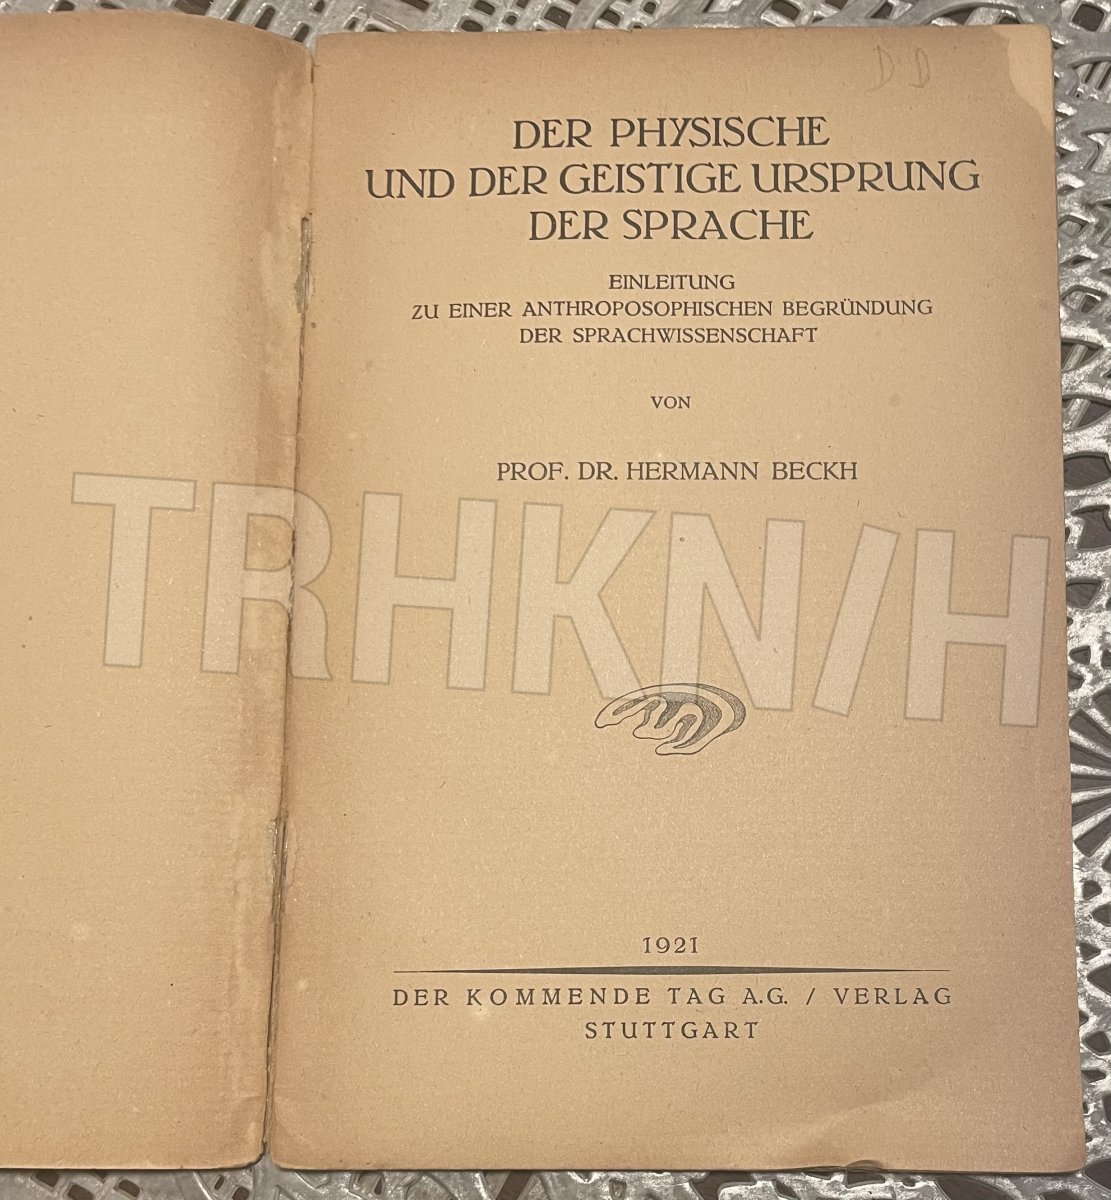 D D
DER PHYSISCHE
UND DER GEISTIGE URSPRUNG
DER SPRACHE
EINLEITUNG
ZU EINER ANTHROPOSOPHISCHEN BEGRÜNDUNG
DER SPRACHWISSENSCHAFT
VON
PROF. DR. HERMANN BECKH
TRHKN/H
1921
DER KOMMENDE TAG A.G. / VERLAG
STUTTGART